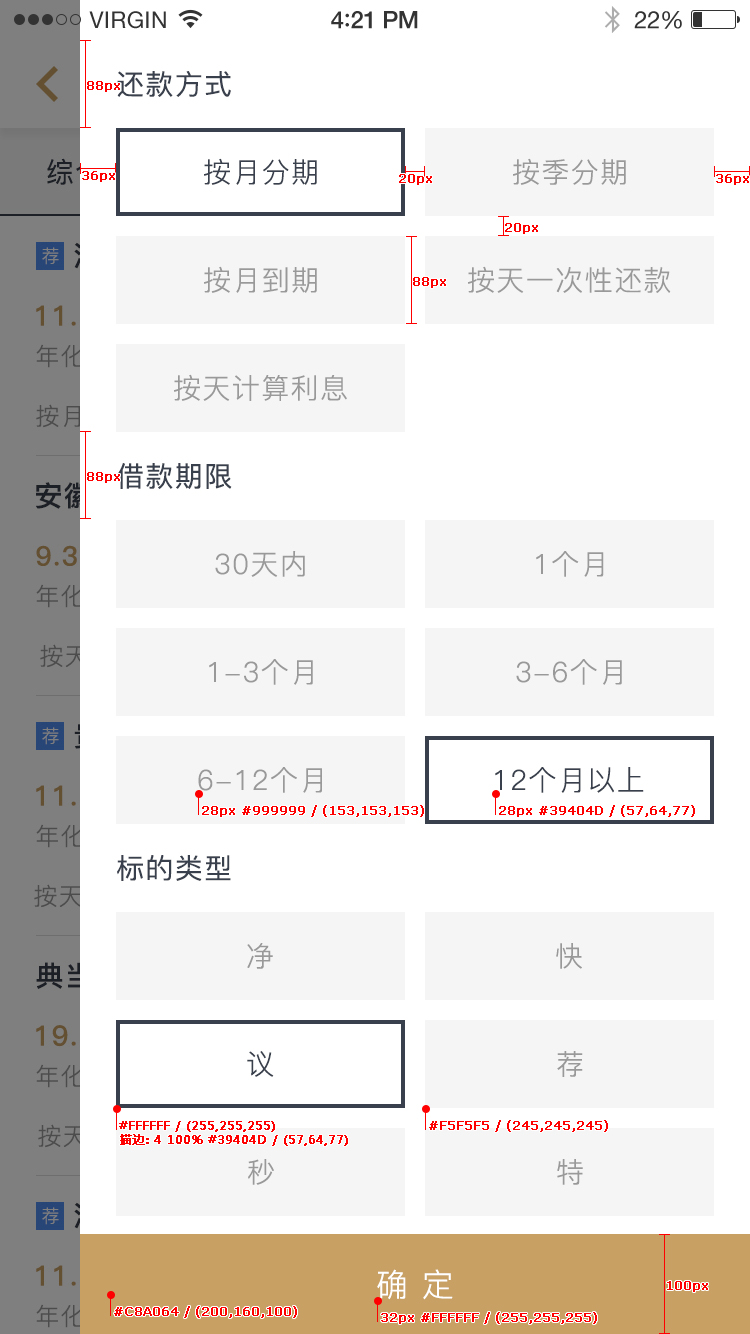 VIRGIN 4:21 PM 22%
还款方式
88px
按月分期 按季分期
36px 20px 36px
20px
按月到期 按天一次性还款
88px
按天计算利息
借款期限
88px
30天内 1个月
1-3个月 3-6个月
6-12个月 12个月以上
28px #999999 / (153,153,153) 28px #39404D / (57,64,77)
标的类型
净 快
议 荐
#FFFFFF / (255,255,255) #F5F5F5 / (245,245,245)
描边: 4 100% #39404D / (57,64,77)
秒 特
确 定
100px
#C8A064 / (200,160,100) 32px #FFFFFF / (255,255,255)
综
荐
11.
年化
按月
安徽
9.3
年化
按天
荐
11.
年化
按天
典当
19.
年化
按天
荐
11.
年化